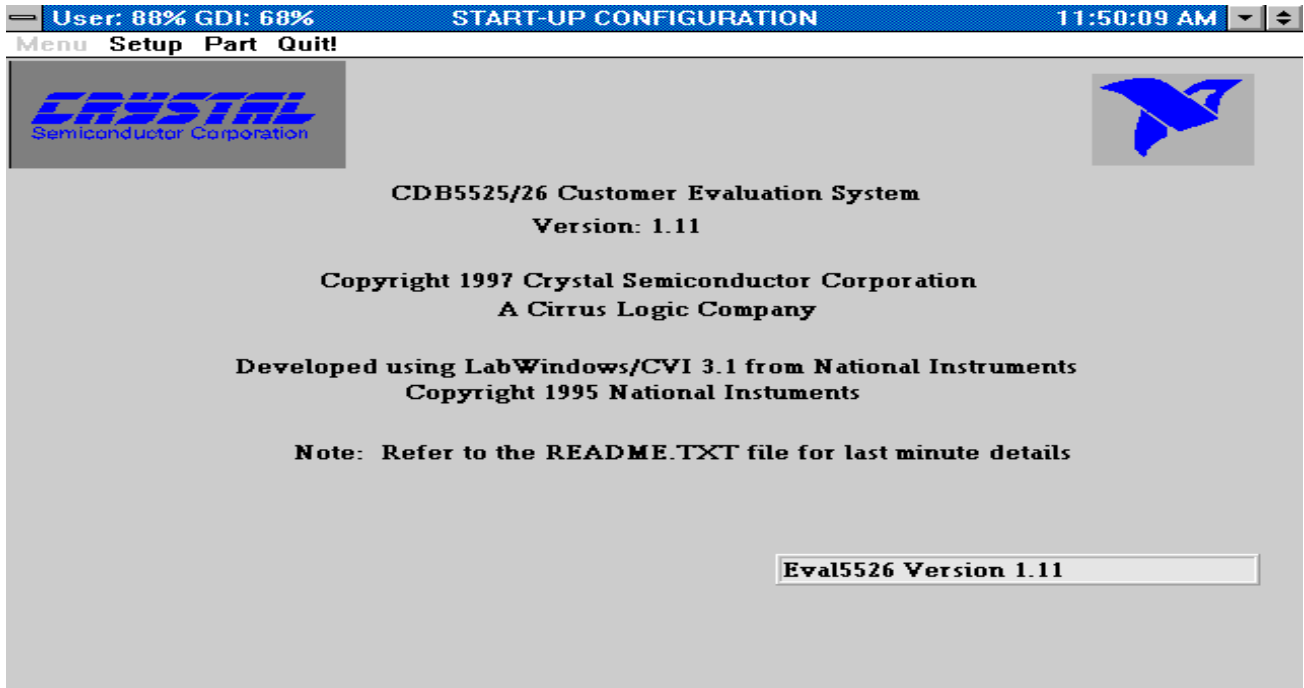 User: 88% GDI: 68% START-UP CONFIGURATION 11:50:09 AM
Menu Setup Part Quit!
CRYSTAL
Semiconductor Corporation
CDB5525/26 Customer Evaluation System
Version: 1.11
Copyright 1997 Crystal Semiconductor Corporation
A Cirrus Logic Company
Developed using LabWindows/CVI 3.1 from National Instruments
Copyright 1995 National Instuments
Note: Refer to the README.TXT file for last minute details
Eval5526 Version 1.11